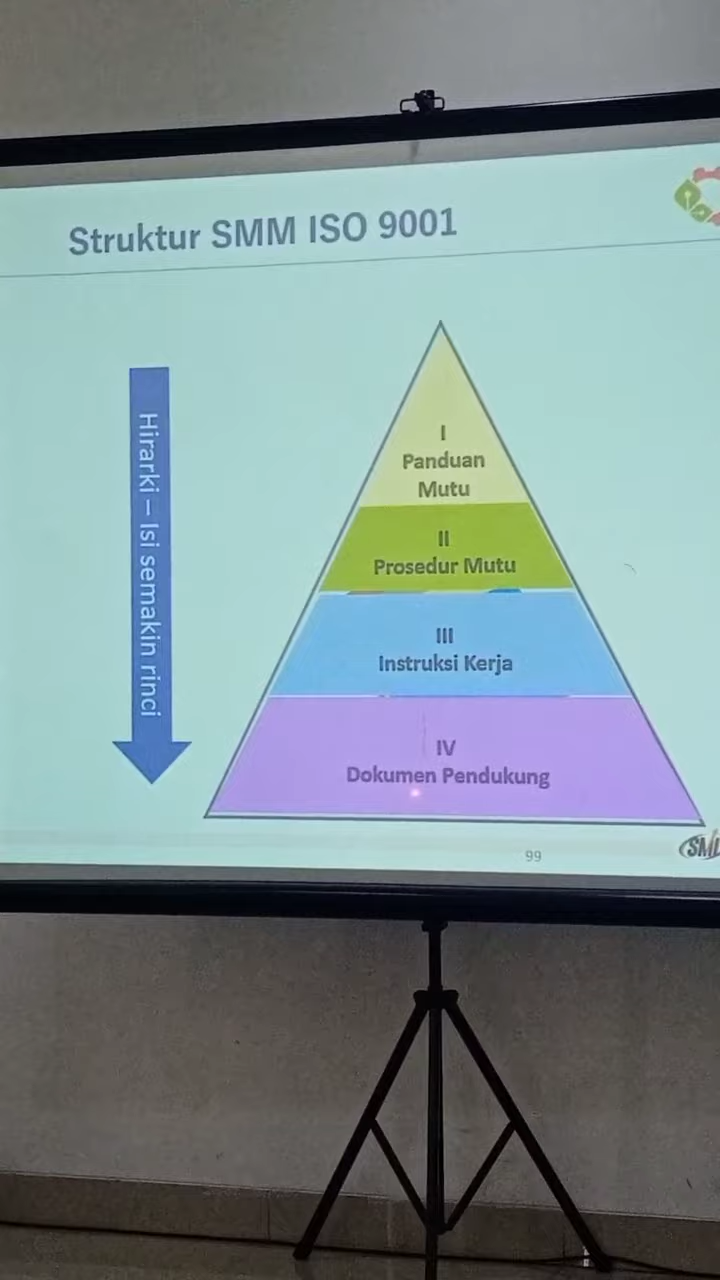 Struktur SMM ISO 9001
Hirarki – Isi semakin rinci
I
Panduan
Mutu
II
Prosedur Mutu
III
Instruksi Kerja
IV
Dokumen Pendukung
99